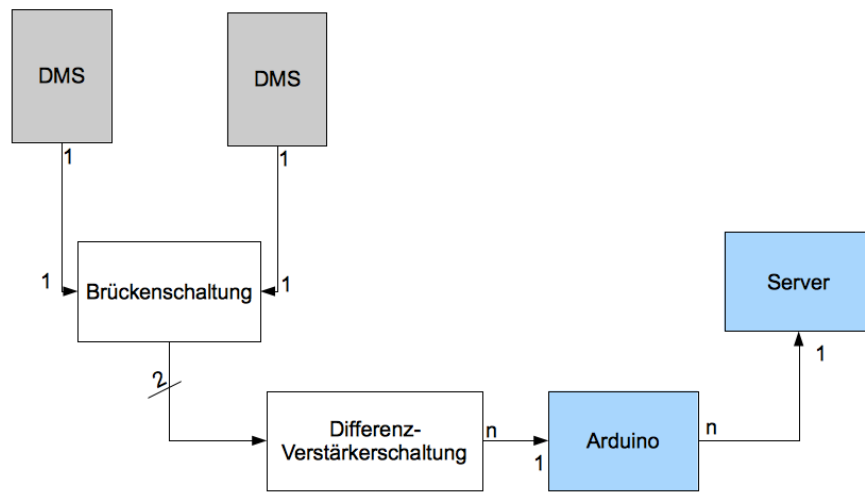 DMS
DMS
1
1
1
Brückenschaltung
1
Server
2
1
Differenz-
Verstärkerschaltung
n
1
Arduino
n